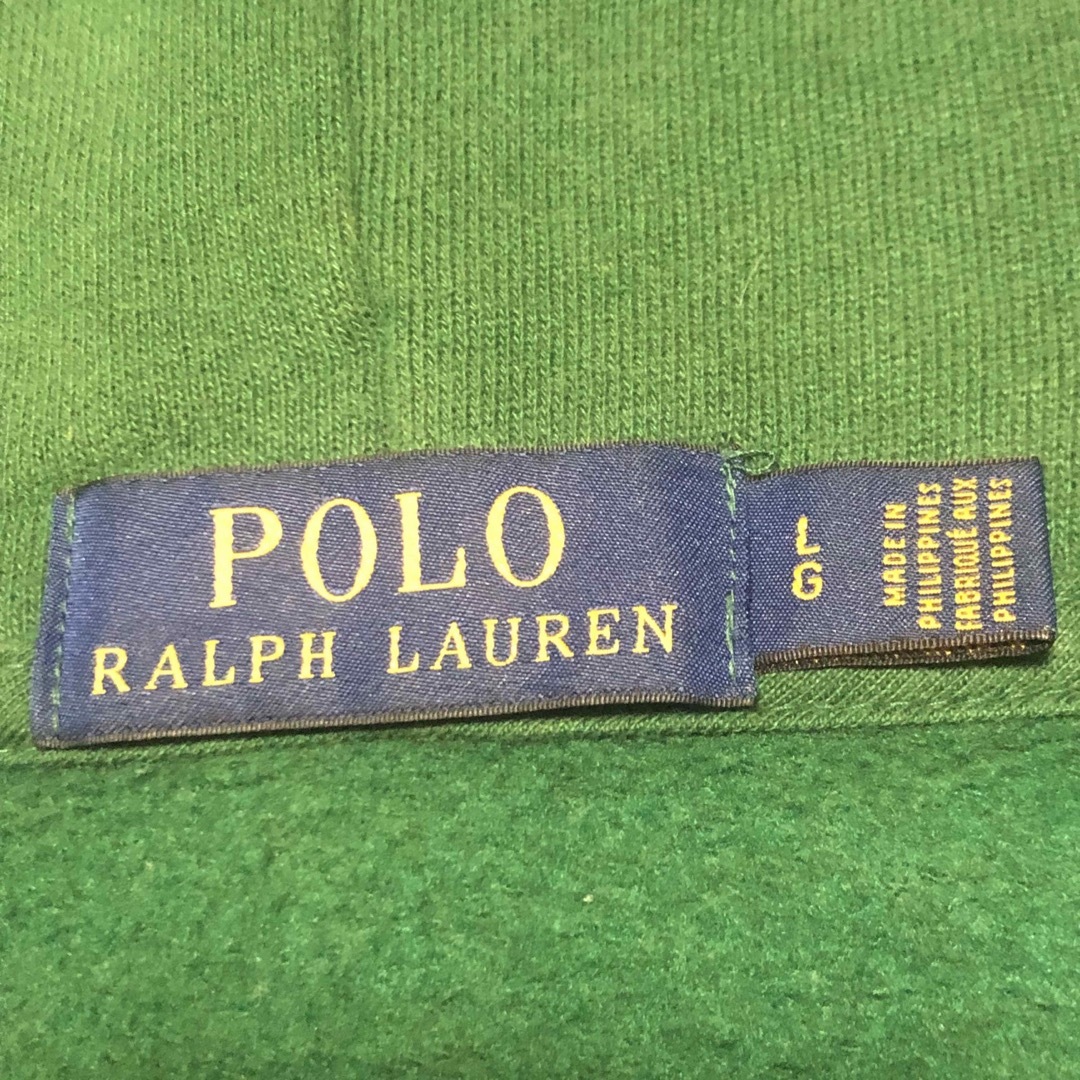 POLO
RALPH LAUREN
L
G
MADE IN
PHILIPPINES
FABRIQUÉ AUX
PHILIPPINES